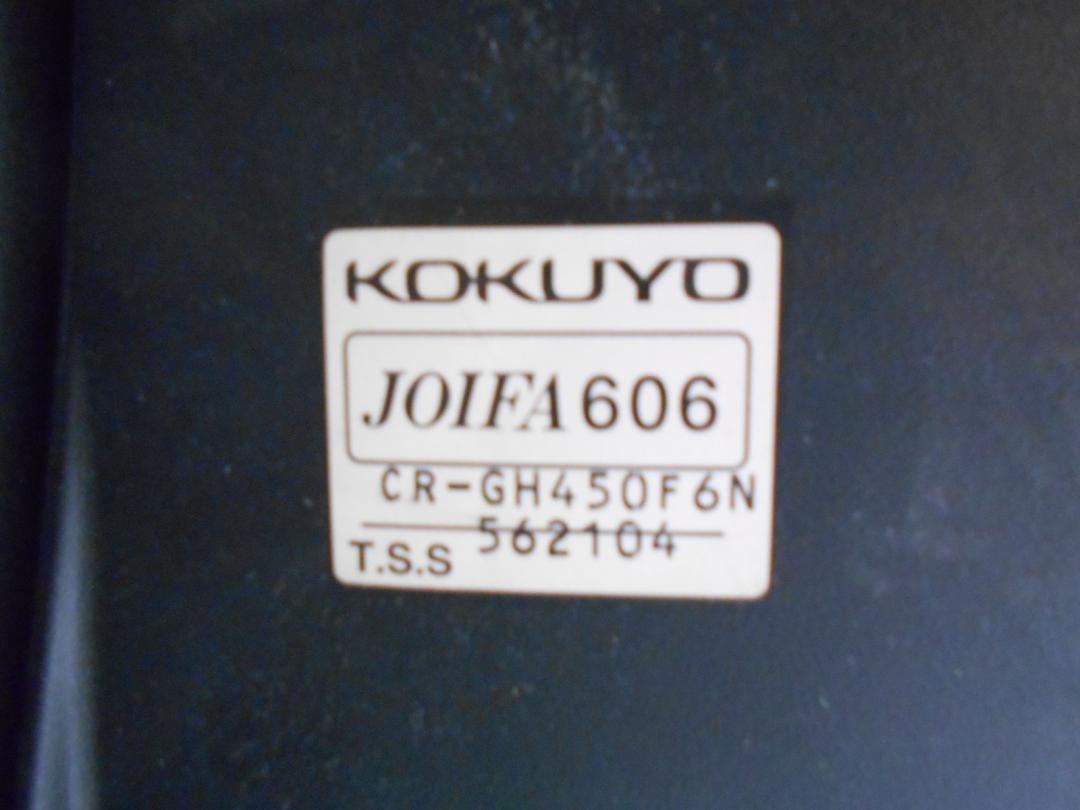 KOKUYO
JOIFA 606
CR-GH450F6N
562104
T.S.S